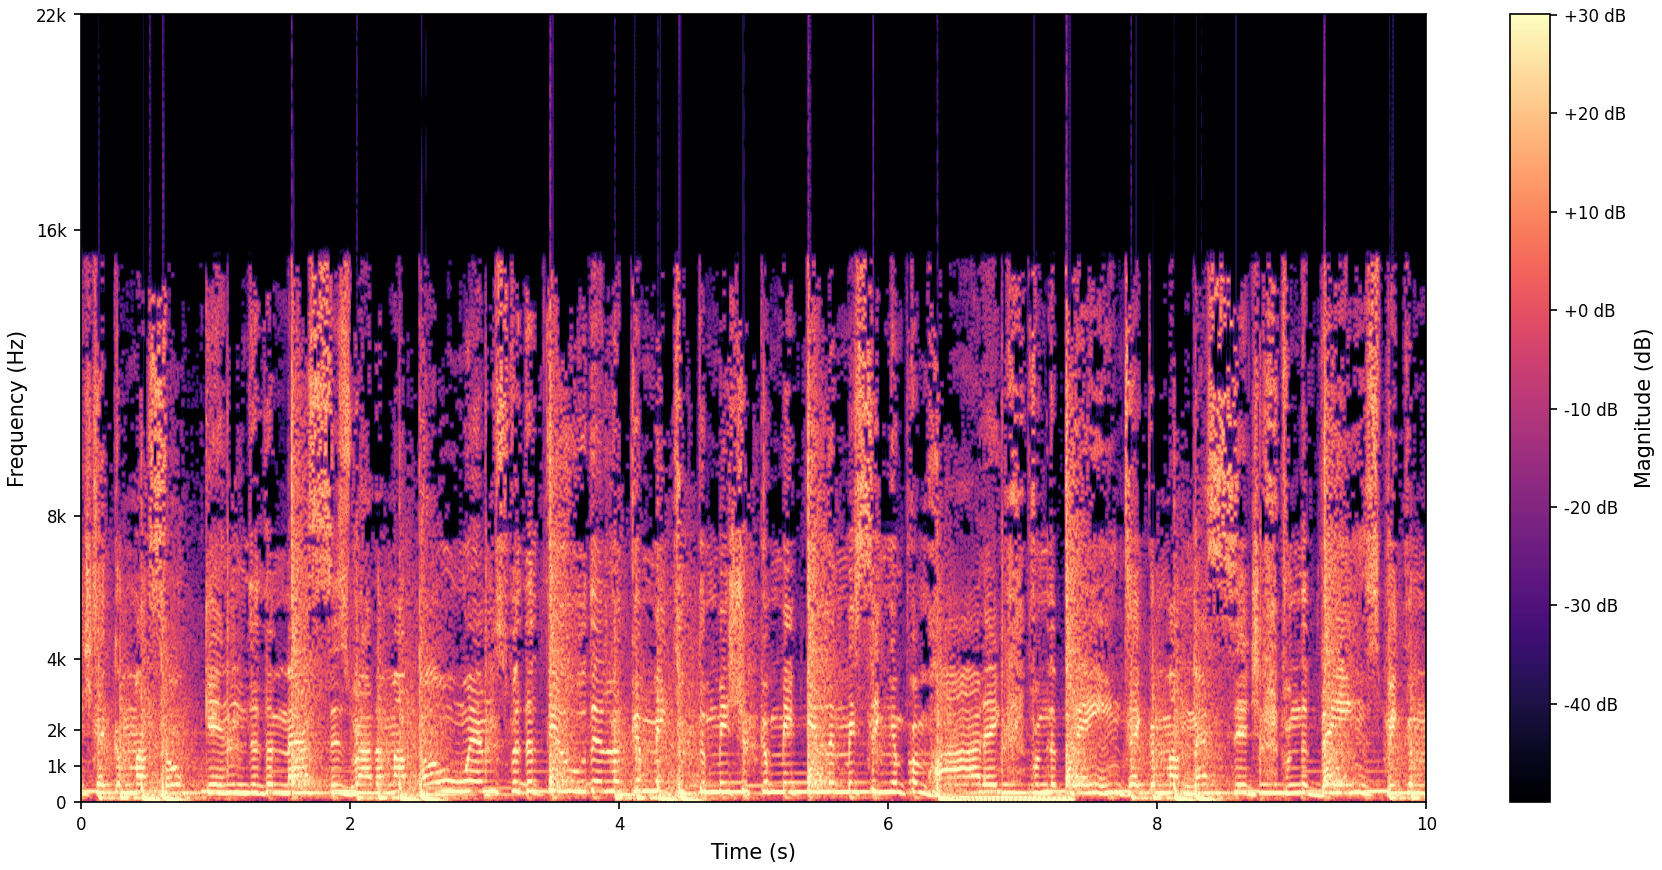 22k
16k
8k
4k
2k
1k
0
Frequency (Hz)
0 2 4 6 8 10
Time (s)
+30 dB
+20 dB
+10 dB
+0 dB
-10 dB
-20 dB
-30 dB
-40 dB
Magnitude (dB)